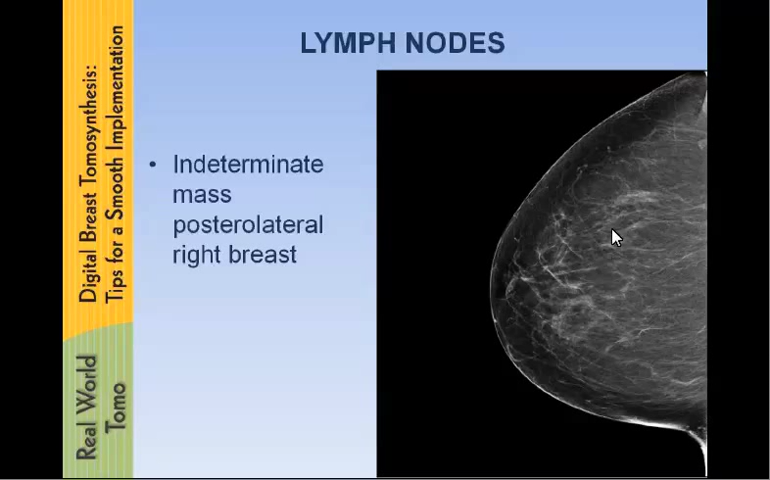 LYMPH NODES
• Indeterminate
mass
posterolateral
right breast
Digital Breast Tomosynthesis:
Tips for a Smooth Implementation
Real World
Tomo